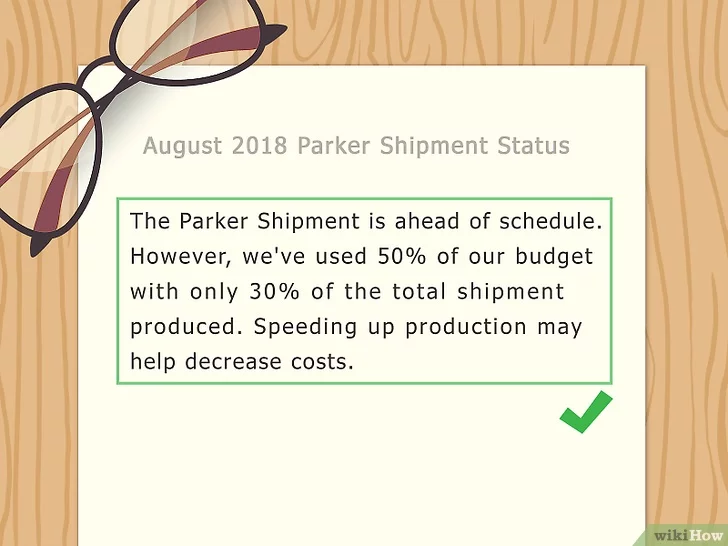 August 2018 Parker Shipment Status
The Parker Shipment is ahead of schedule.
However, we've used 50% of our budget
with only 30% of the total shipment
produced. Speeding up production may
help decrease costs.
wikiHow